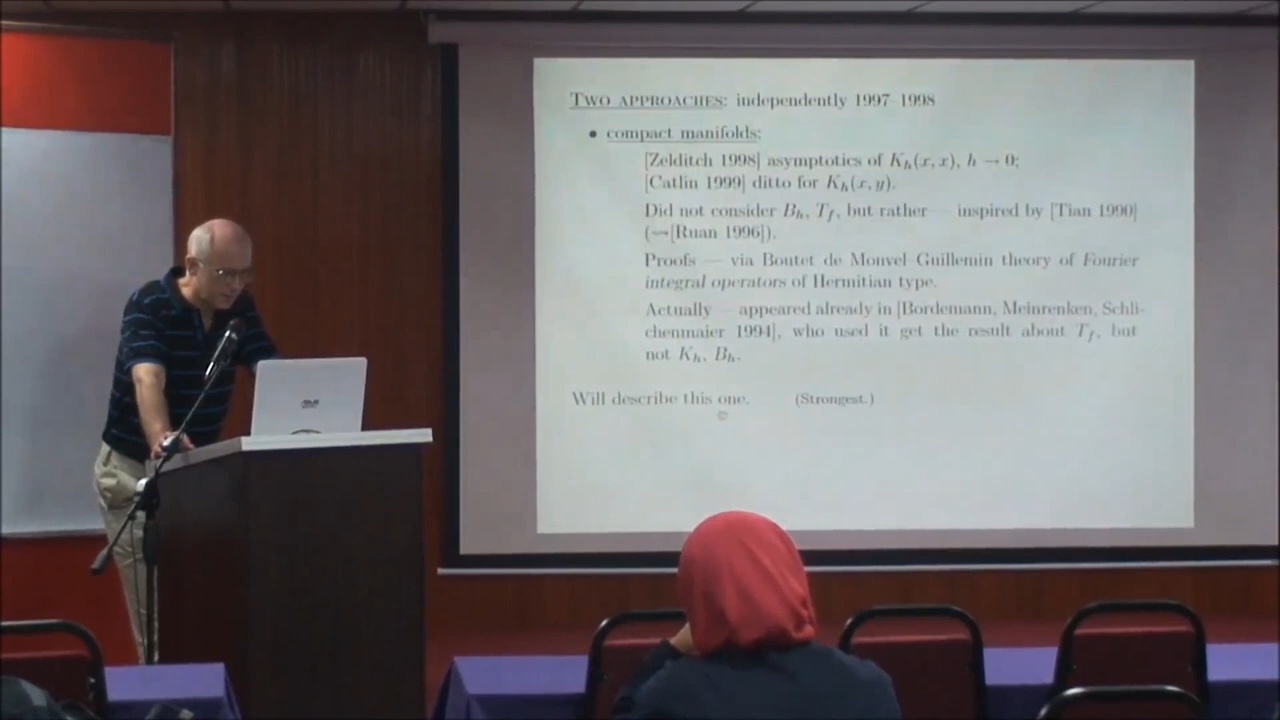 TWO APPROACHES: independently 1997–1998
• compact manifolds:
[Zelditch 1998] asymptotics of K_h(x, x), h → 0;
[Catlin 1999] ditto for K_h(x, y).
Did not consider B_h, T_f, but rather — inspired by [Tian 1990]
(⇝[Ruan 1996]).
Proofs — via Boutet de Monvel–Guillemin theory of Fourier
integral operators of Hermitian type.
Actually — appeared already in [Bordemann, Meinrenken, Schli-
chenmaier 1994], who used it get the result about T_f, but
not K_h, B_h.
Will describe this one. (Strongest.)